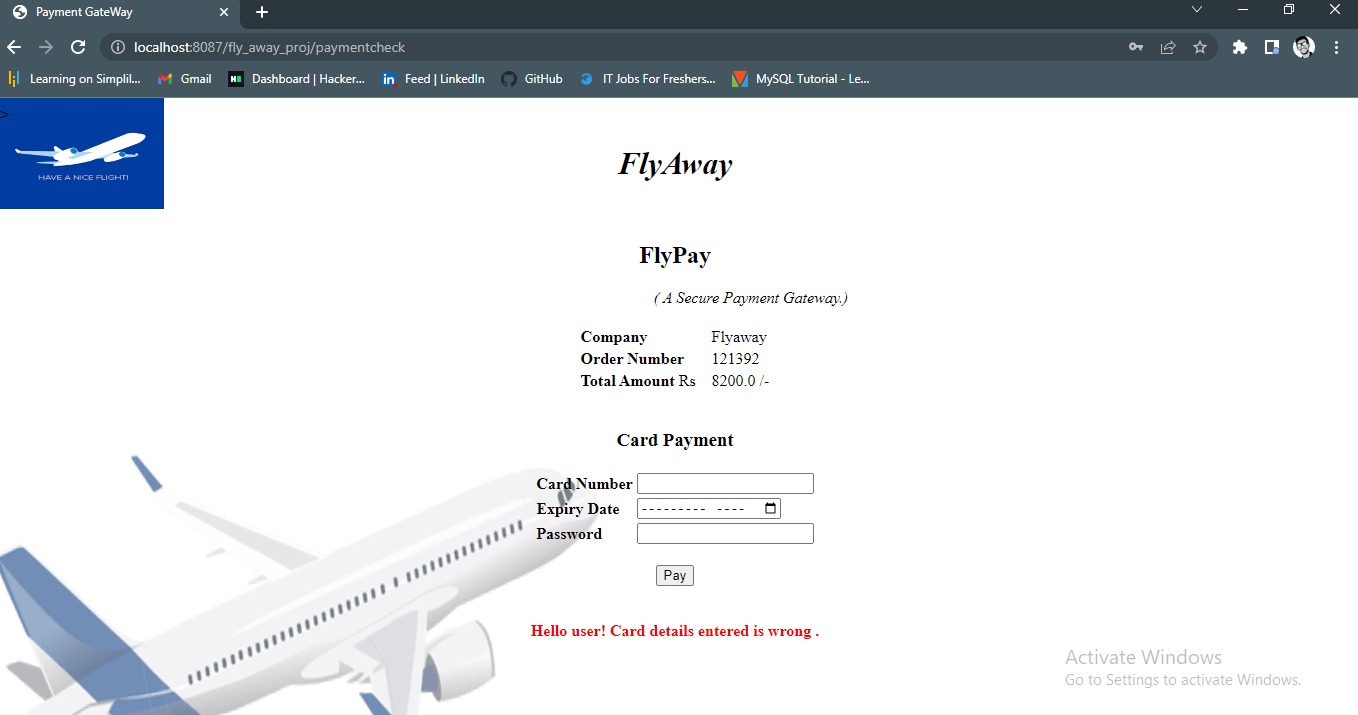 Payment GateWay
localhost:8087/fly_away_proj/paymentcheck
Learning on Simplil... Gmail Dashboard | Hacker... Feed | LinkedIn GitHub IT Jobs For Freshers... MySQL Tutorial - Le...
>
HAVE A NICE FLIGHT!
FlyAway
FlyPay
( A Secure Payment Gateway.)
Company Flyaway
Order Number 121392
Total Amount Rs 8200.0 /-
Card Payment
Card Number
Expiry Date --------- ----
Password
Pay
Hello user! Card details entered is wrong .
Activate Windows
Go to Settings to activate Windows.